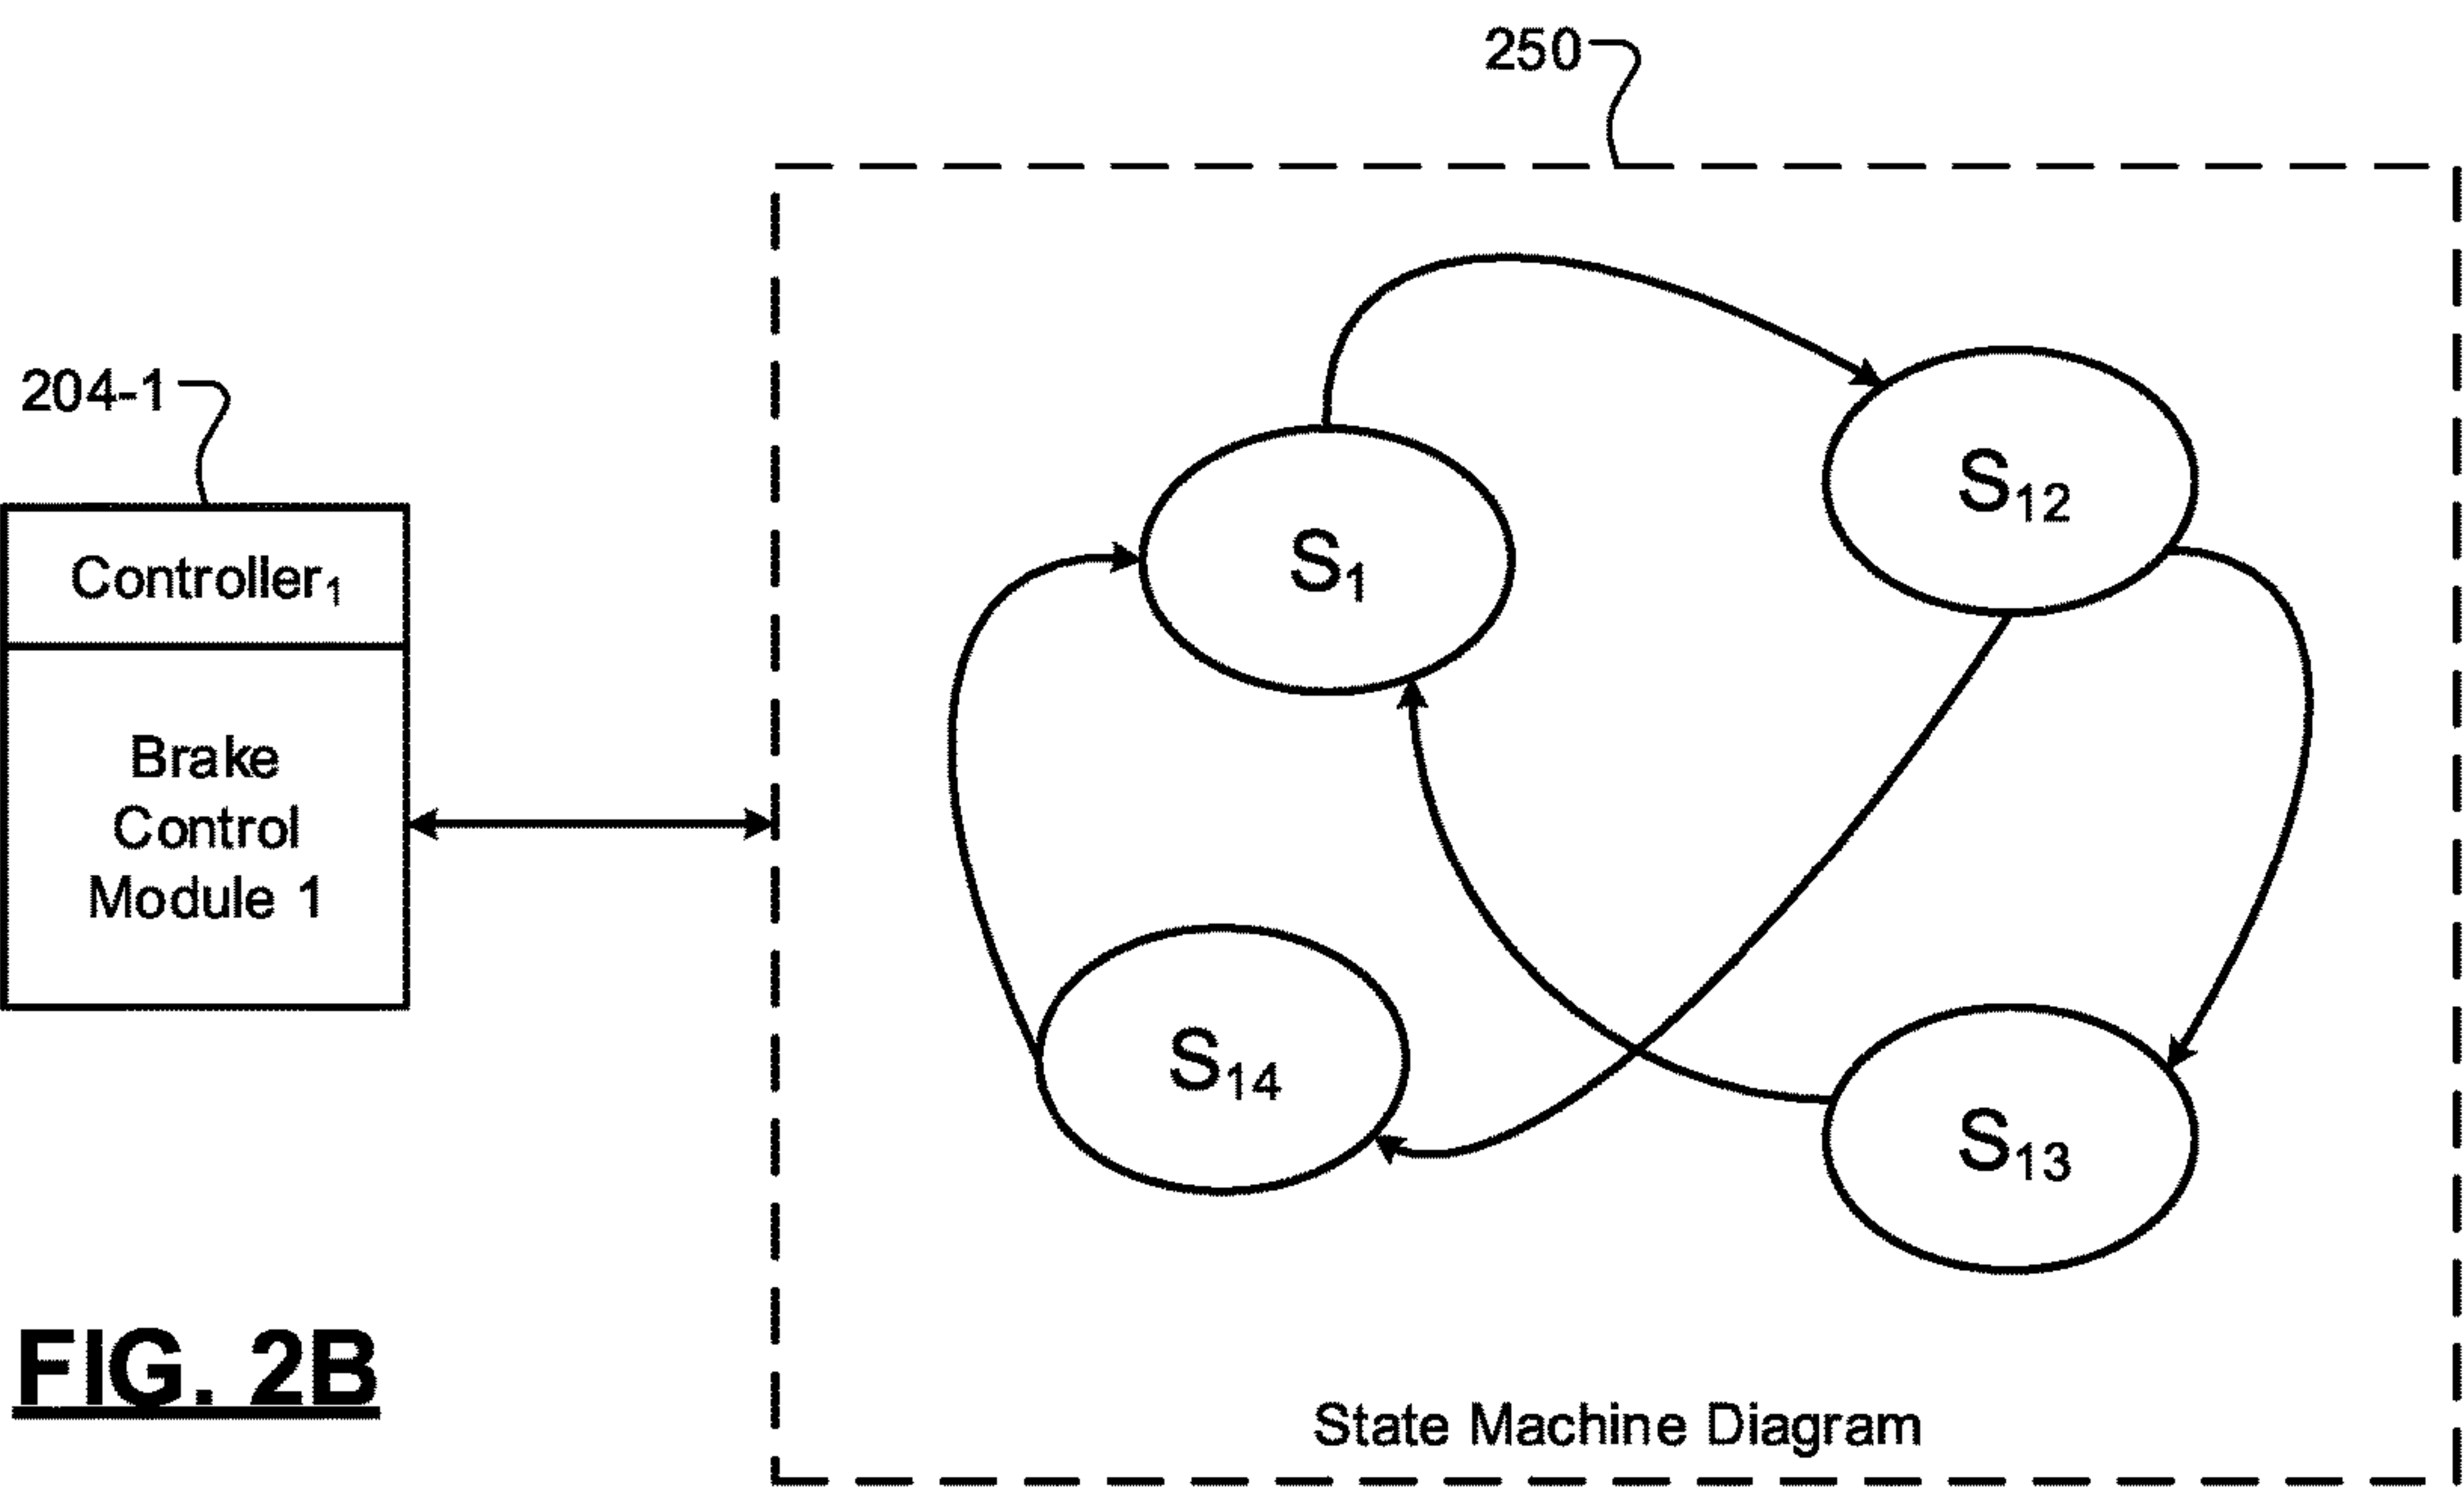 250
204-1
Controller₁
Brake
Control
Module 1
S₁
S₁₂
S₁₄
S₁₃
FIG. 2B
State Machine Diagram